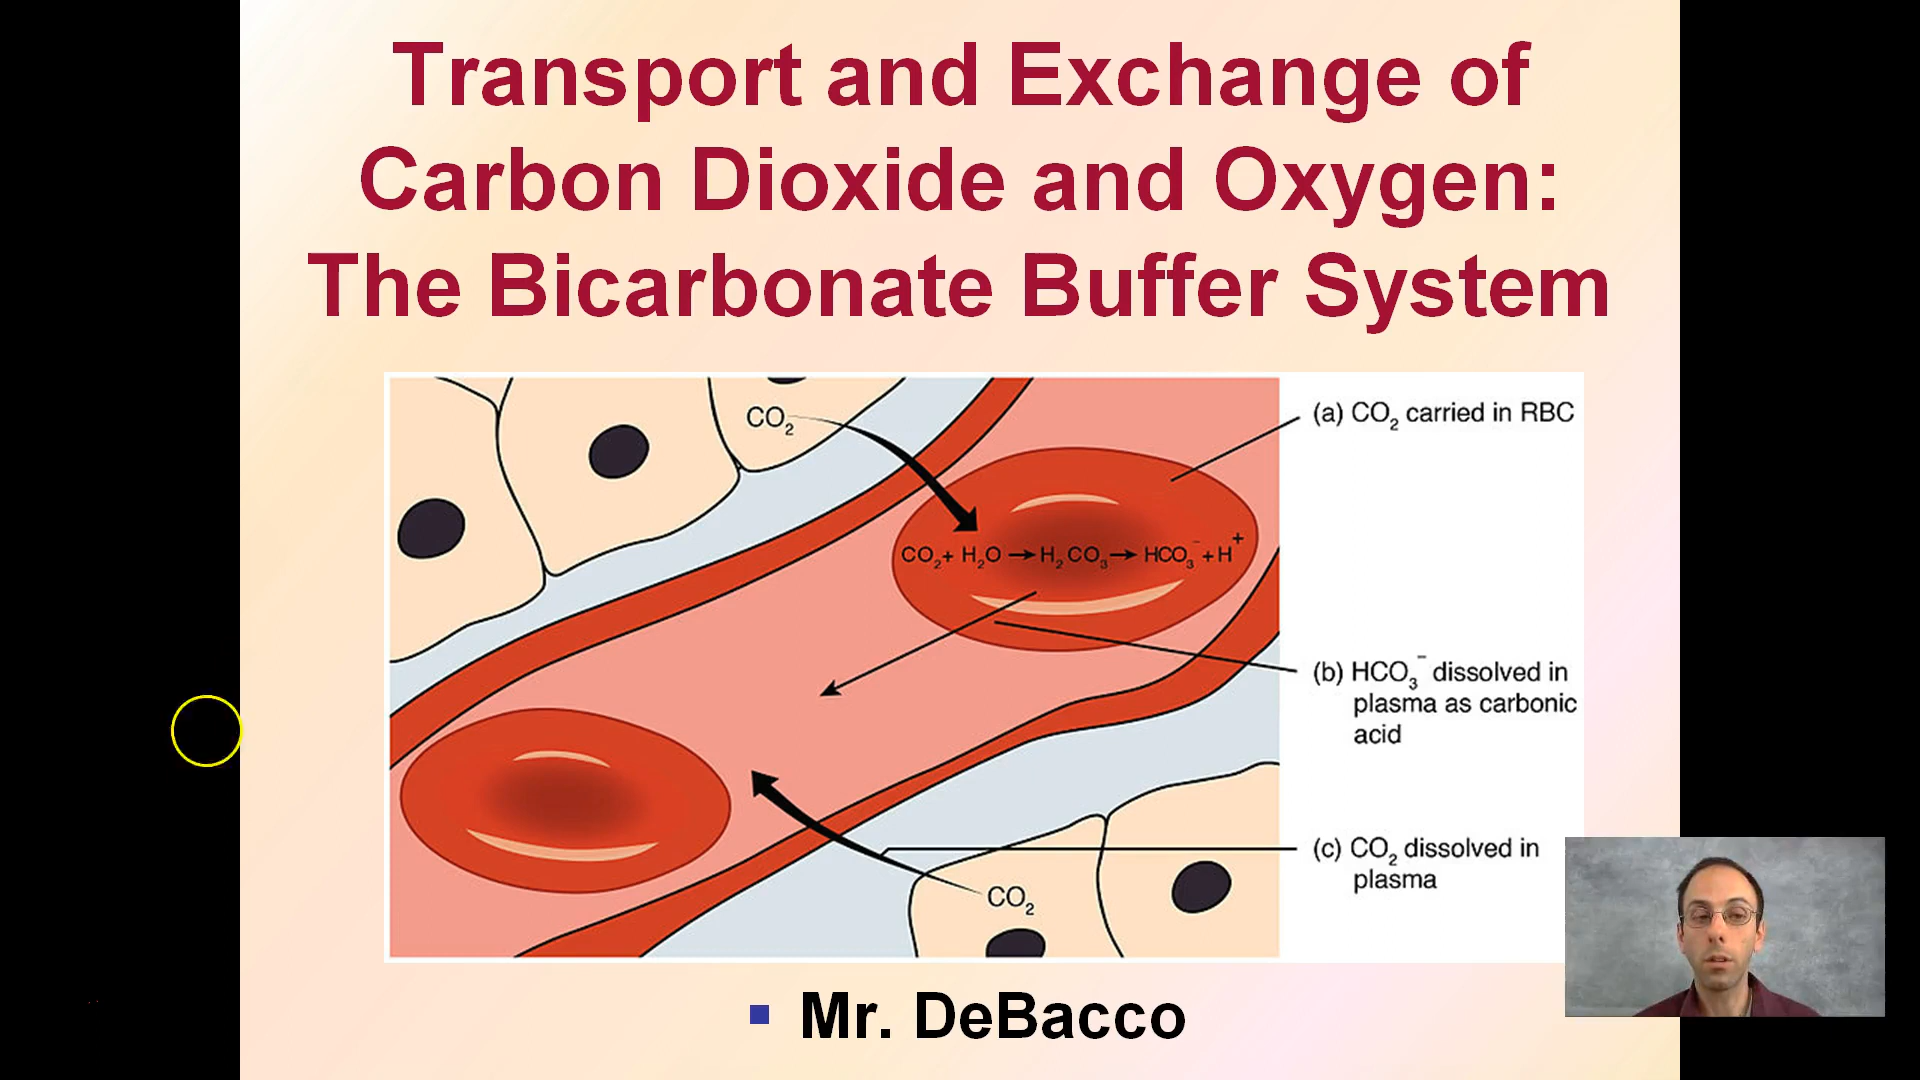 Transport and Exchange of
Carbon Dioxide and Oxygen:
The Bicarbonate Buffer System
CO₂
(a) CO₂ carried in RBC
CO₂+ H₂O→H₂CO₃→HCO₃⁻+H⁺
(b) HCO₃⁻ dissolved in
plasma as carbonic
acid
(c) CO₂ dissolved in
plasma
CO₂
▪ Mr. DeBacco